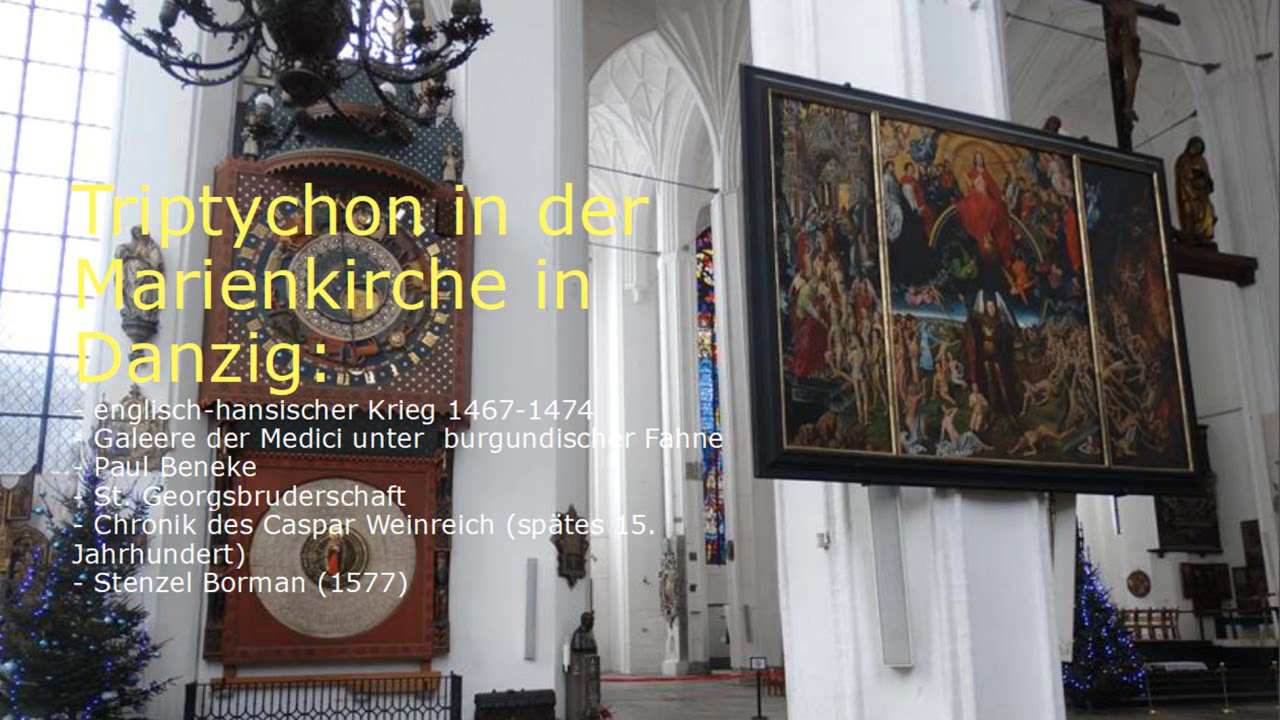 Triptychon in der
Marienkirche in
Danzig:
- englisch-hansischer Krieg 1467-1474
- Galeere der Medici unter  burgundischer Fahne
- Paul Beneke
- St. Georgsbruderschaft
- Chronik des Caspar Weinreich (spätes 15.
Jahrhundert)
- Stenzel Borman (1577)